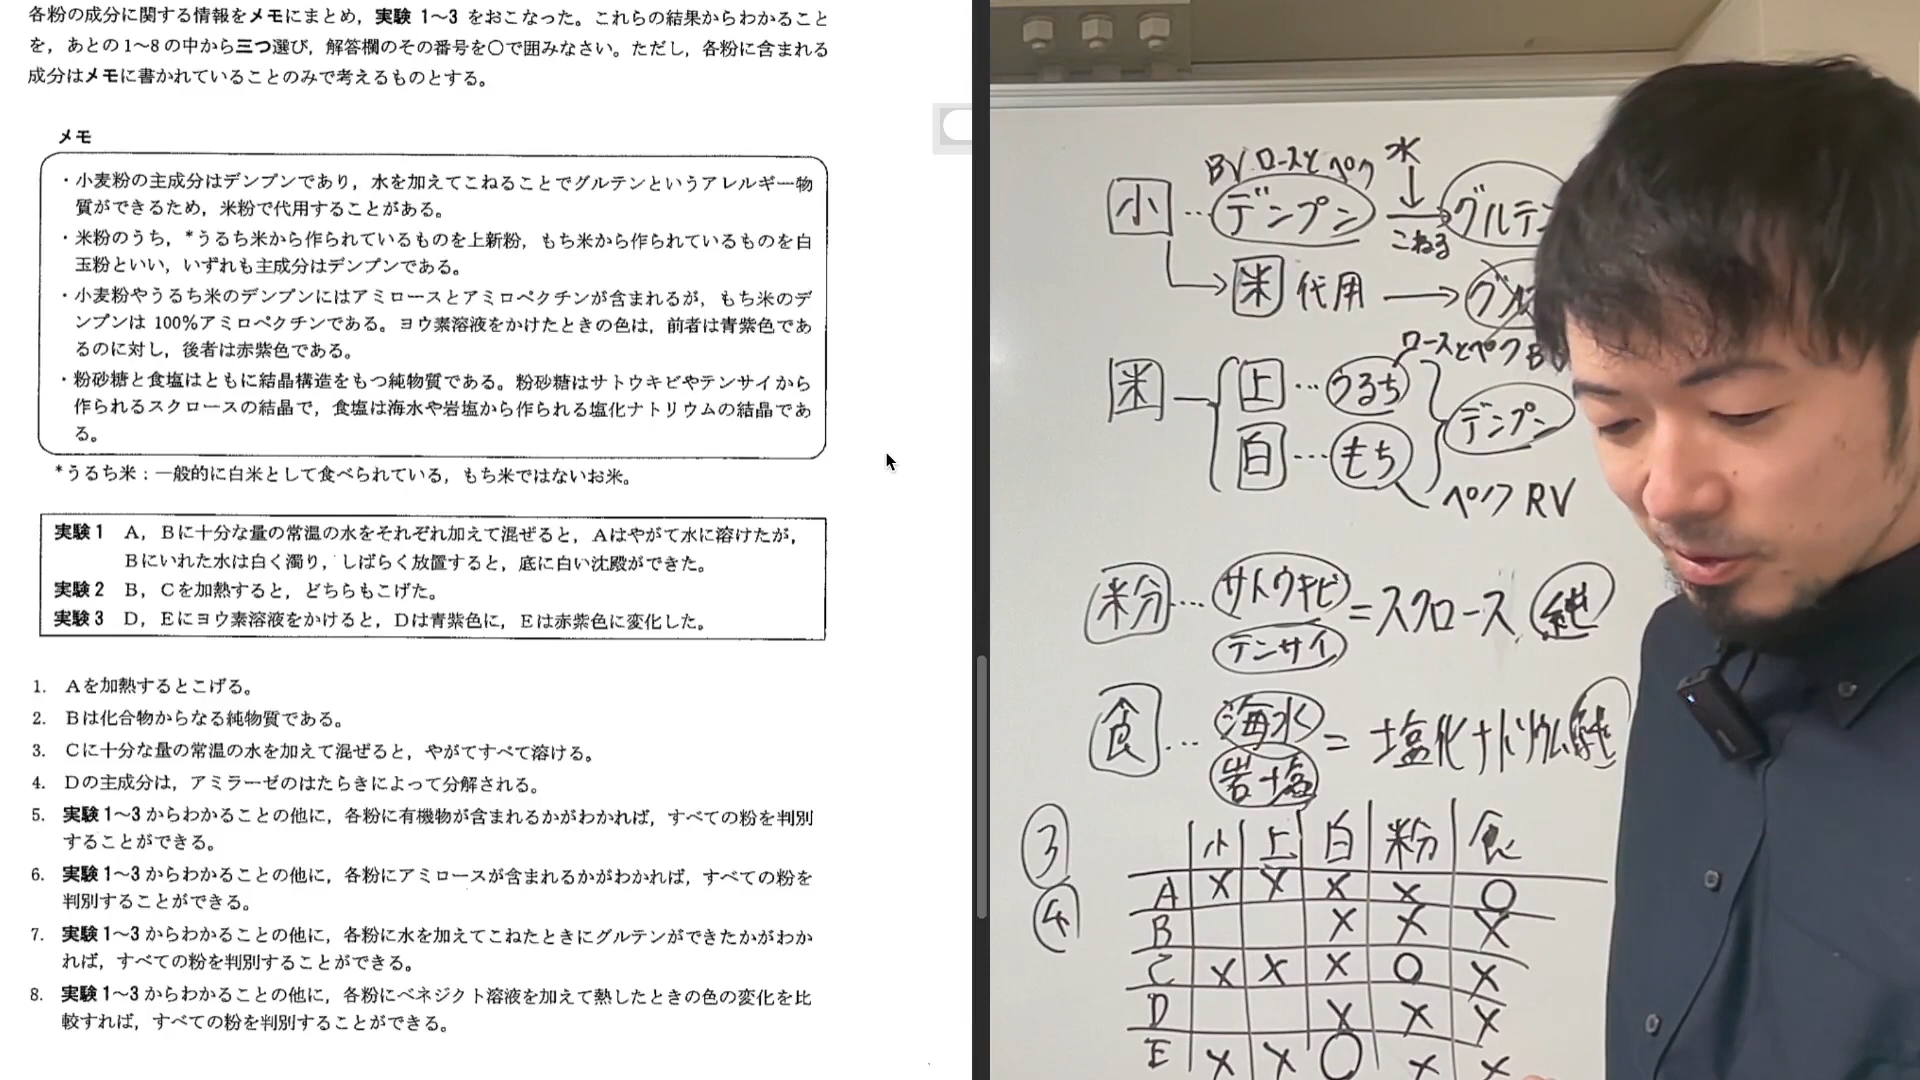 各粉の成分に関する情報をメモにまとめ，実験 1～3 をおこなった。これらの結果からわかること
を，あとの1～8の中から三つ選び，解答欄のその番号を○で囲みなさい。ただし，各粉に含まれる
成分はメモに書かれていることのみで考えるものとする。
メモ
・小麦粉の主成分はデンプンであり，水を加えてこねることでグルテンというアレルギー物
質ができるため，米粉で代用することがある。
・米粉のうち，*うるち米から作られているものを上新粉，もち米から作られているものを白
玉粉といい，いずれも主成分はデンプンである。
・小麦粉やうるち米のデンプンにはアミロースとアミロペクチンが含まれるが，もち米のデ
ンプンは 100%アミロペクチンである。ヨウ素溶液をかけたときの色は，前者は青紫色であ
るのに対し，後者は赤紫色である。
・粉砂糖と食塩はともに結晶構造をもつ純物質である。粉砂糖はサトウキビやテンサイから
作られるスクロースの結晶で，食塩は海水や岩塩から作られる塩化ナトリウムの結晶であ
る。
*うるち米：一般的に白米として食べられている，もち米ではないお米。
実験1 A，Bに十分な量の常温の水をそれぞれ加えて混ぜると，Aはやがて水に溶けたが，
Bにいれた水は白く濁り，しばらく放置すると，底に白い沈殿ができた。
実験2 B，Cを加熱すると，どちらもこげた。
実験3 D，Eにヨウ素溶液をかけると，Dは青紫色に，Eは赤紫色に変化した。
1. Aを加熱するとこげる。
2. Bは化合物からなる純物質である。
3. Cに十分な量の常温の水を加えて混ぜると，やがてすべて溶ける。
4. Dの主成分は，アミラーゼのはたらきによって分解される。
5. 実験1～3からわかることの他に，各粉に有機物が含まれるかがわかれば，すべての粉を判別
することができる。
6. 実験1～3からわかることの他に，各粉にアミロースが含まれるかがわかれば，すべての粉を
判別することができる。
7. 実験1～3からわかることの他に，各粉に水を加えてこねたときにグルテンができたかがわか
れば，すべての粉を判別することができる。
8. 実験1～3からわかることの他に，各粉にベネジクト溶液を加えて熱したときの色の変化を比
較すれば，すべての粉を判別することができる。
BV ロースとペク 水
小 … デンプン こねる グルテン
米 代用
ロースとペク
米 上 … うるち デンプン
白 … もち
ペク RV
粉 … サトウキビ = スクロース 純
テンサイ
食 … 海水 = 塩化ナトリウム 純
岩塩
③ 小 上 白 粉 食
④ A × × × × ○
B × × ×
C × × × ○ ×
D × × ×
E × × ○ × ×